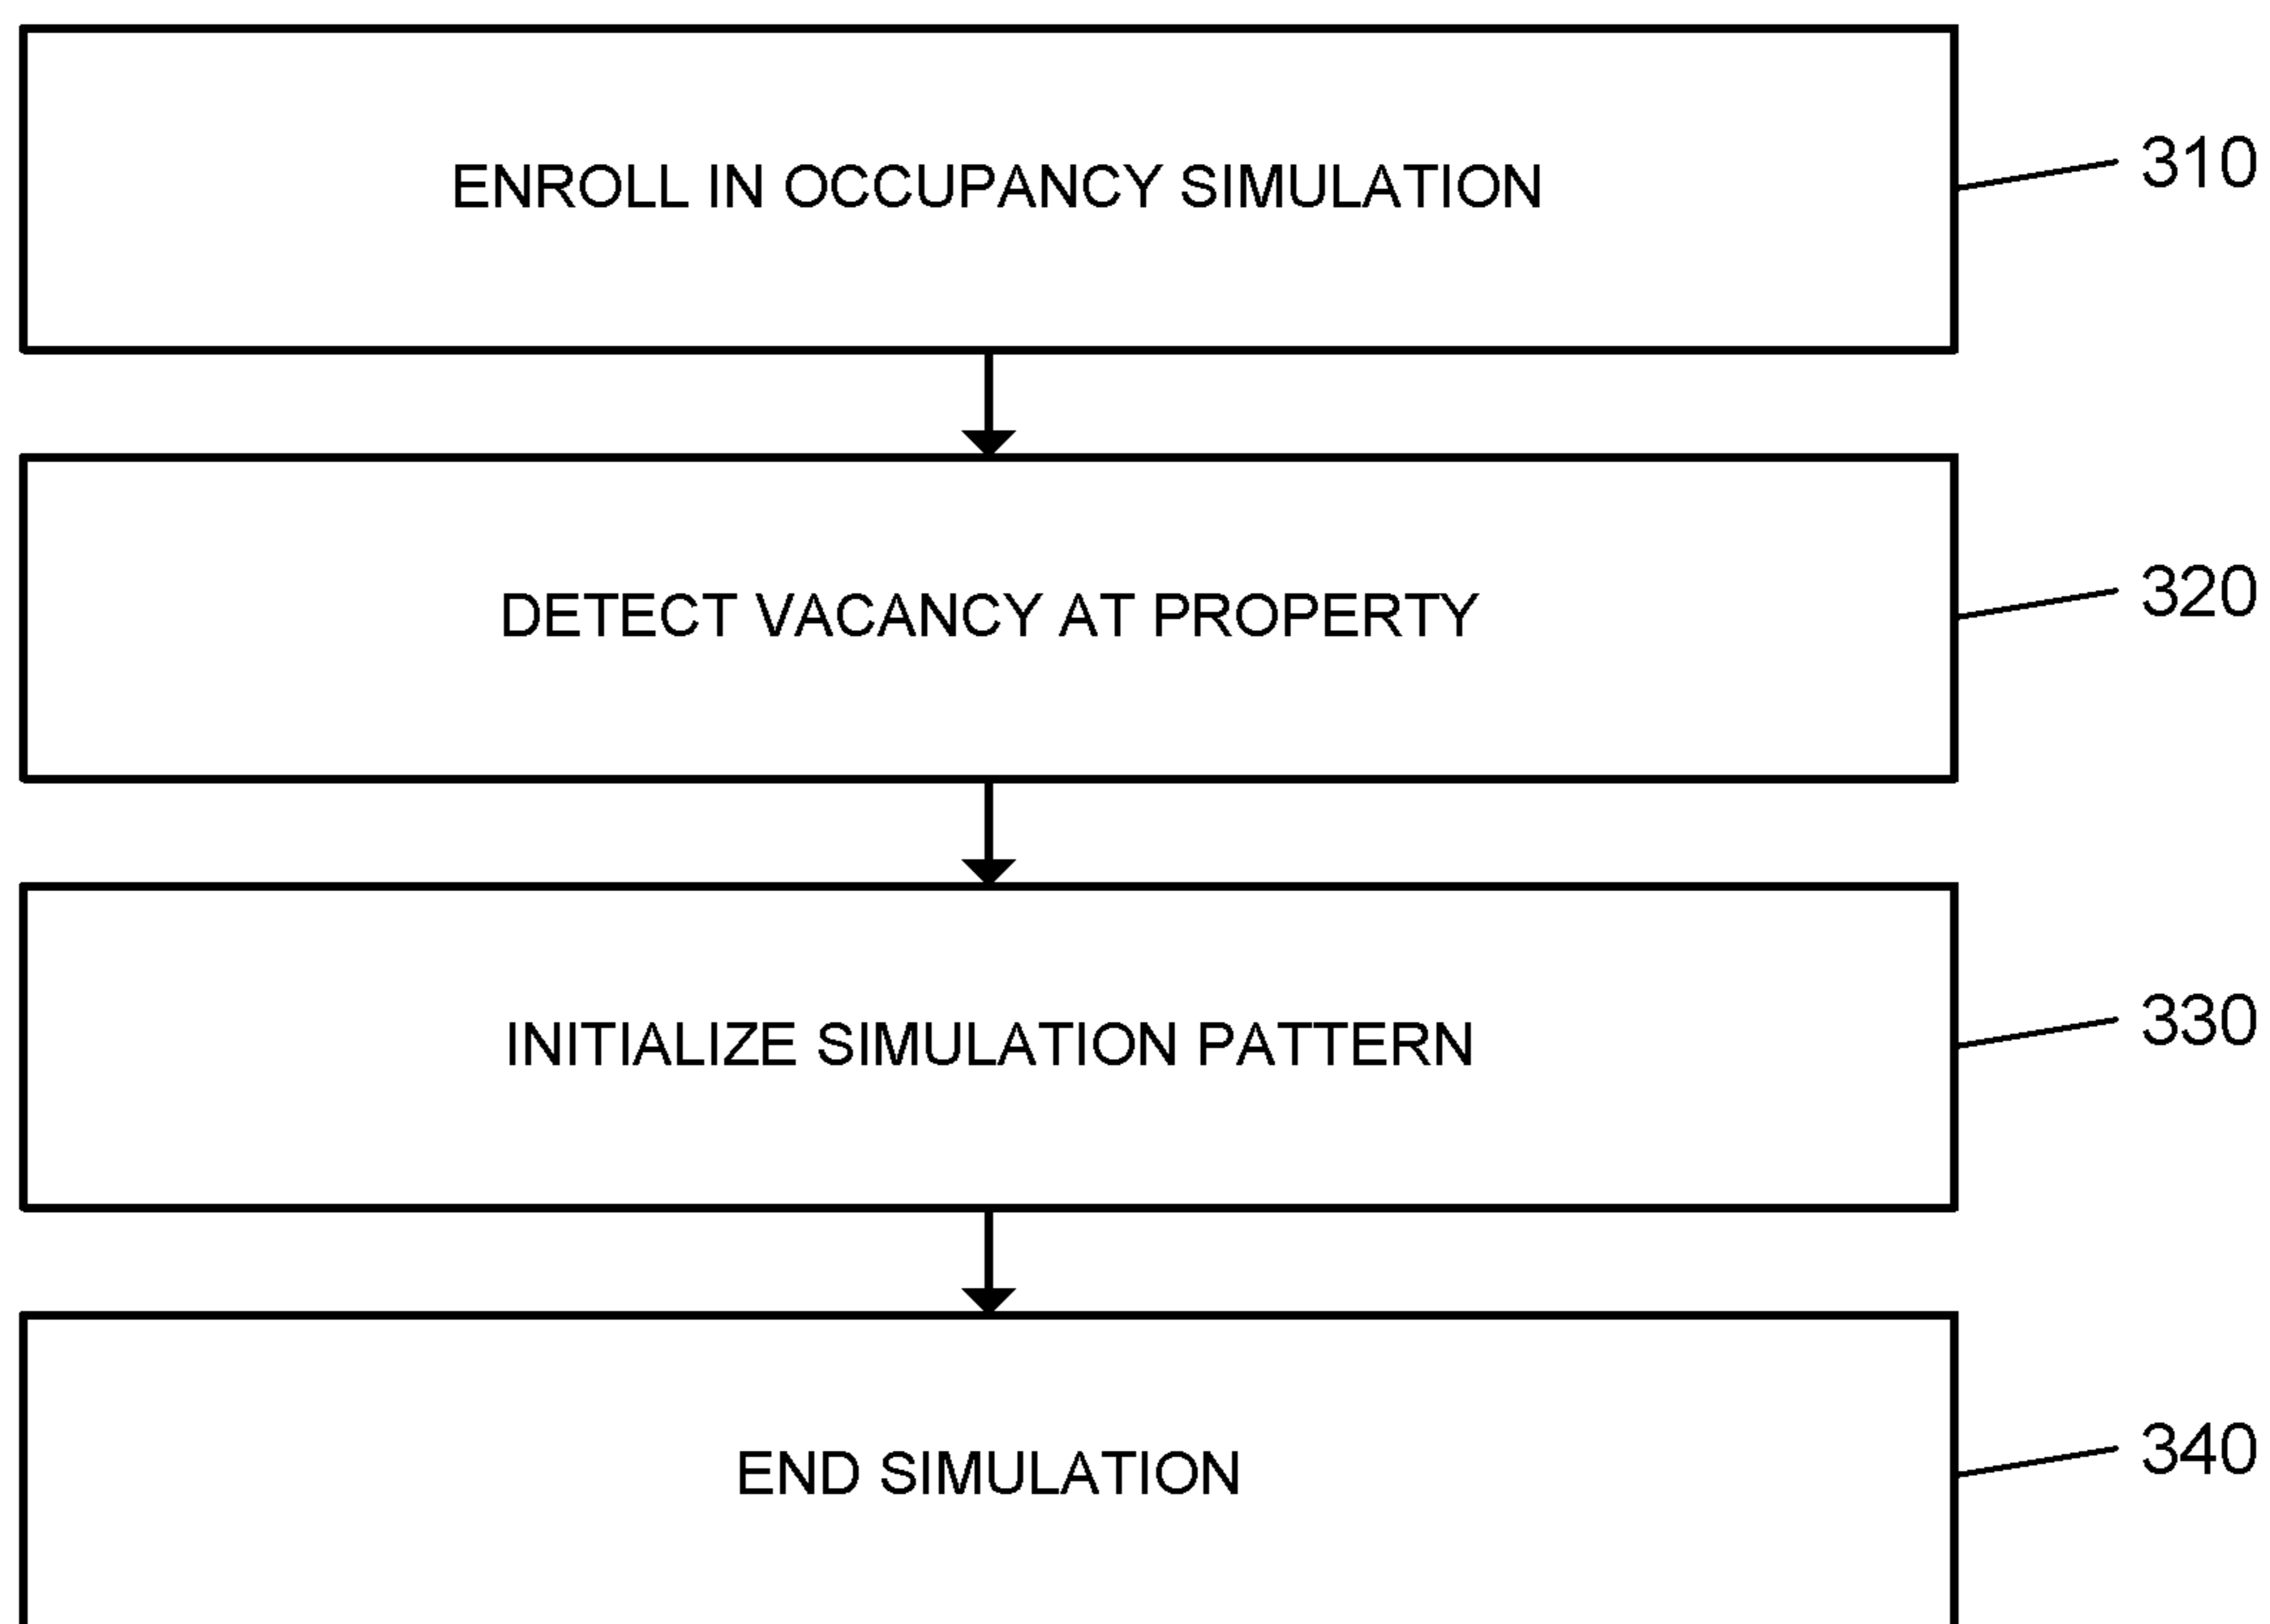 ENROLL IN OCCUPANCY SIMULATION
310
DETECT VACANCY AT PROPERTY
320
INITIALIZE SIMULATION PATTERN
330
END SIMULATION
340